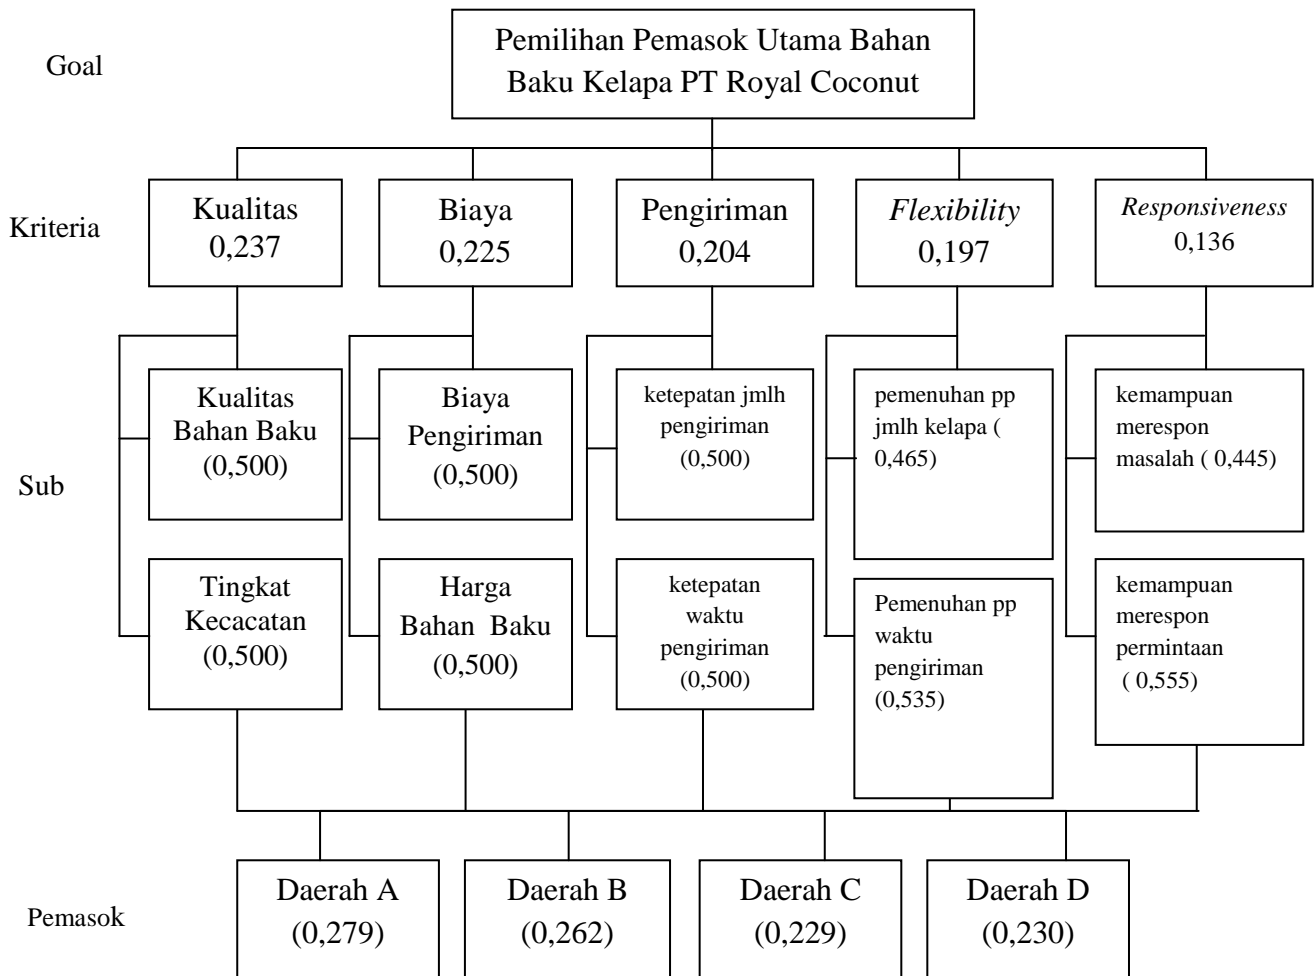 Goal
Pemilihan Pemasok Utama Bahan
Baku Kelapa PT Royal Coconut
Kriteria
Kualitas
0,237
Biaya
0,225
Pengiriman
0,204
Flexibility
0,197
Responsiveness
0,136
Sub
Kualitas
Bahan Baku
(0,500)
Biaya
Pengiriman
(0,500)
ketepatan jmlh
pengiriman
(0,500)
pemenuhan pp
jmlh kelapa (
0,465)
kemampuan
merespon
masalah ( 0,445)
Tingkat
Kecacatan
(0,500)
Harga
Bahan Baku
(0,500)
ketepatan
waktu
pengiriman
(0,500)
Pemenuhan pp
waktu
pengiriman
(0,535)
kemampuan
merespon
permintaan
( 0,555)
Pemasok
Daerah A
(0,279)
Daerah B
(0,262)
Daerah C
(0,229)
Daerah D
(0,230)